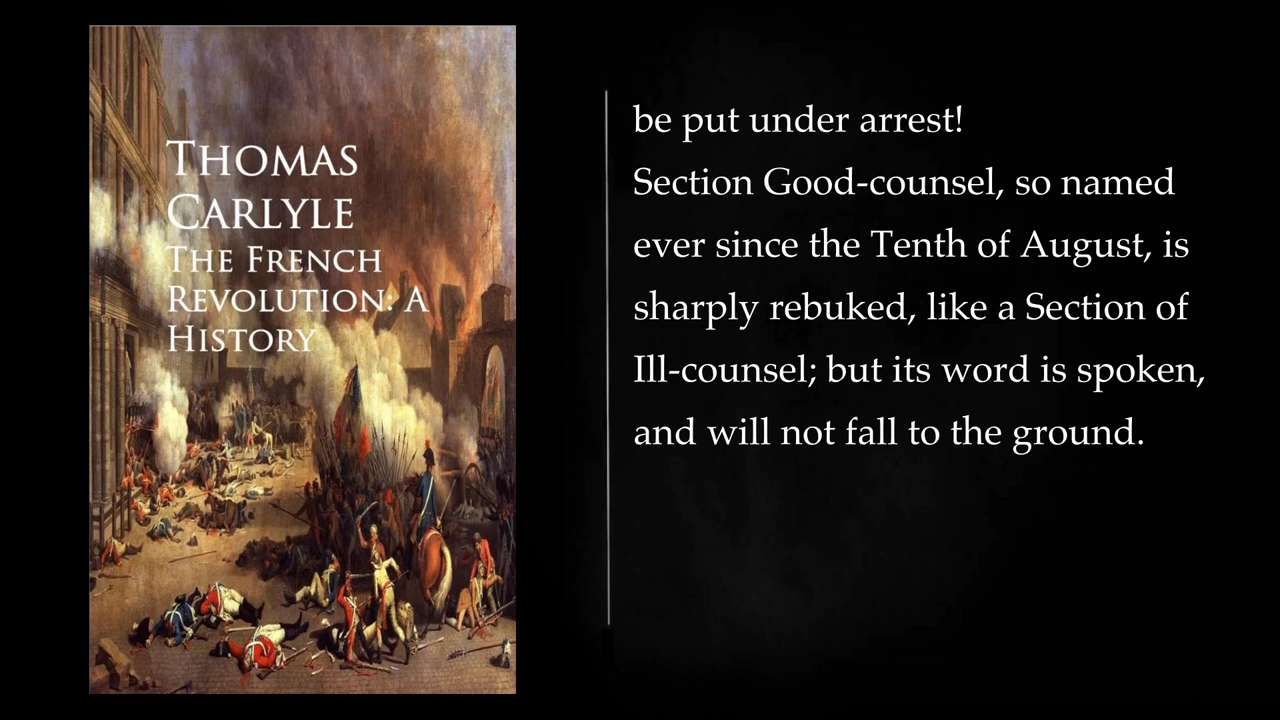 THOMAS
CARLYLE
THE FRENCH
REVOLUTION: A
HISTORY
be put under arrest!
Section Good-counsel, so named
ever since the Tenth of August, is
sharply rebuked, like a Section of
Ill-counsel; but its word is spoken,
and will not fall to the ground.